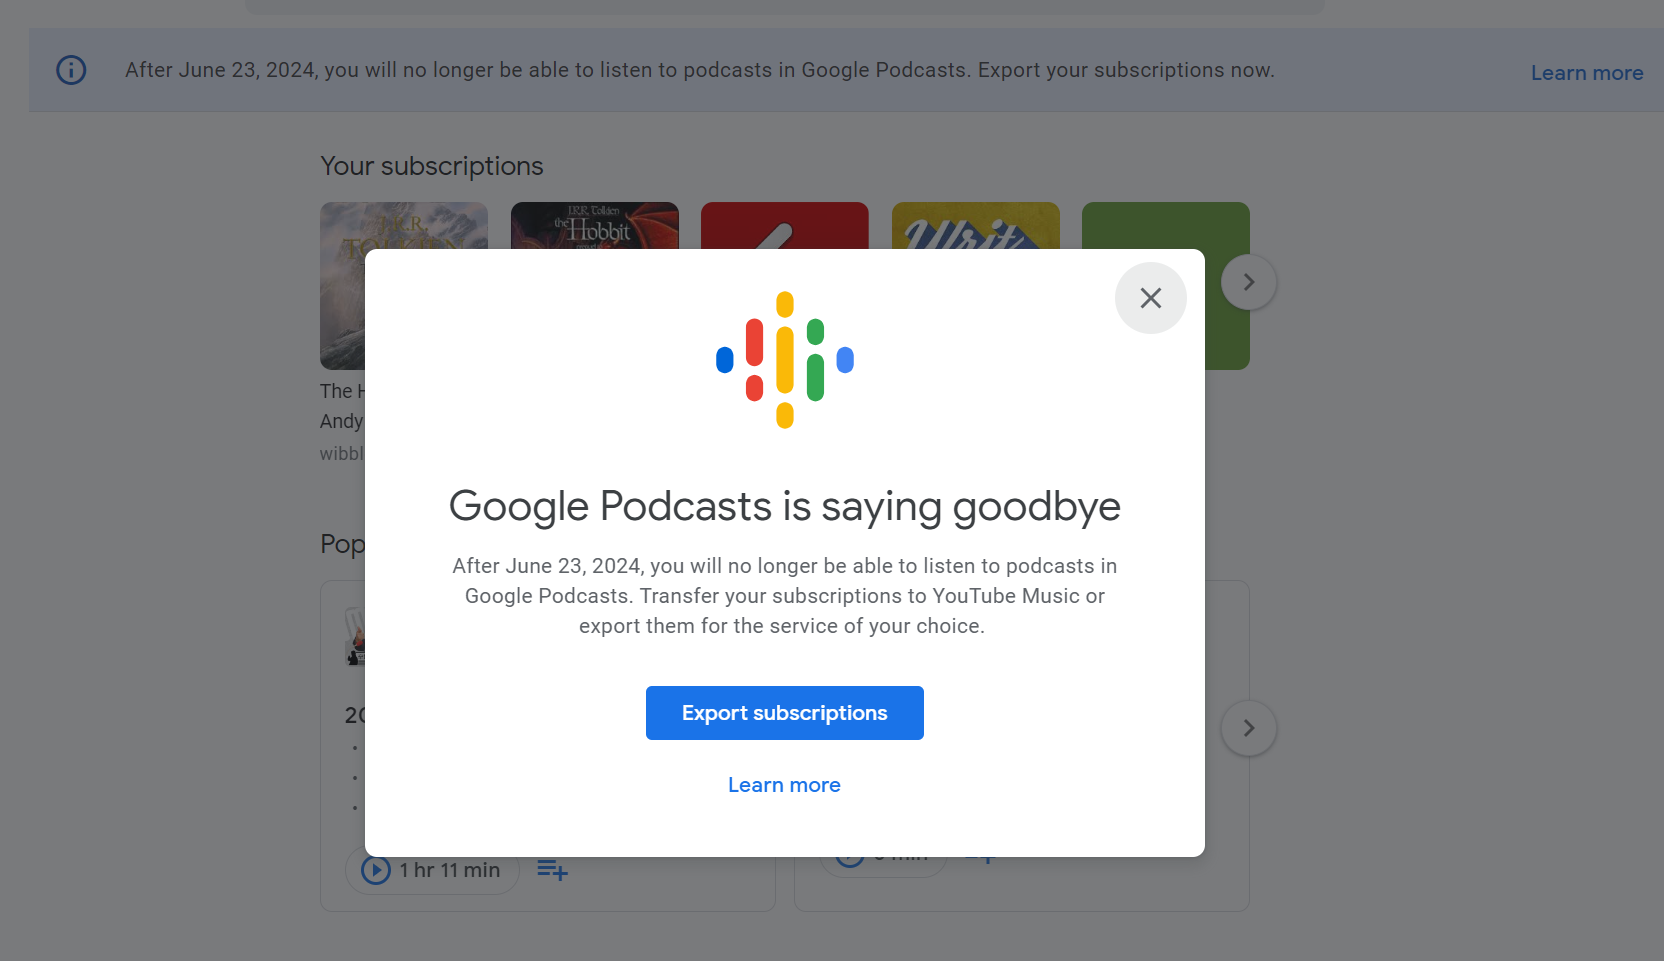 After June 23, 2024, you will no longer be able to listen to podcasts in Google Podcasts. Export your subscriptions now.
Learn more
Your subscriptions
J.R.R.
TOLKIEN
J.R.R. Tolkien
the Hobbit
Writ
The H
Andy
wibbl
Google Podcasts is saying goodbye
After June 23, 2024, you will no longer be able to listen to podcasts in
Google Podcasts. Transfer your subscriptions to YouTube Music or
export them for the service of your choice.
Export subscriptions
Learn more
Pop
20
1 hr 11 min
min